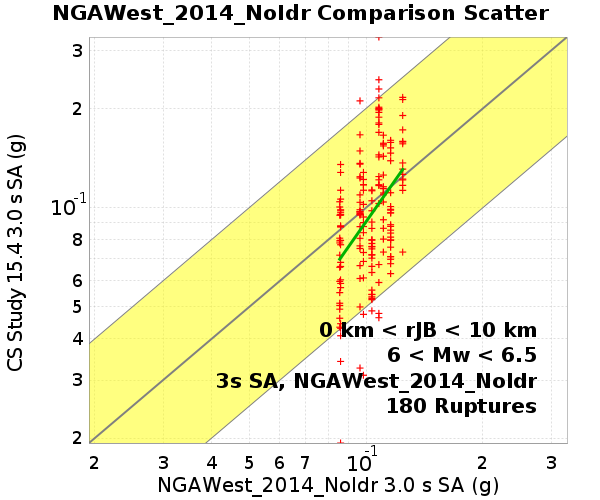 NGAWest_2014_NoIdr Comparison Scatter
3
2
10-1
8
6
5
4
3
2
CS Study 15.4 3.0 s SA (g)
0 km < rJB < 10 km
6 < Mw < 6.5
3s SA, NGAWest_2014_NoIdr
180 Ruptures
2 3 4 5 6 7 10-1 2 3
NGAWest_2014_NoIdr 3.0 s SA (g)